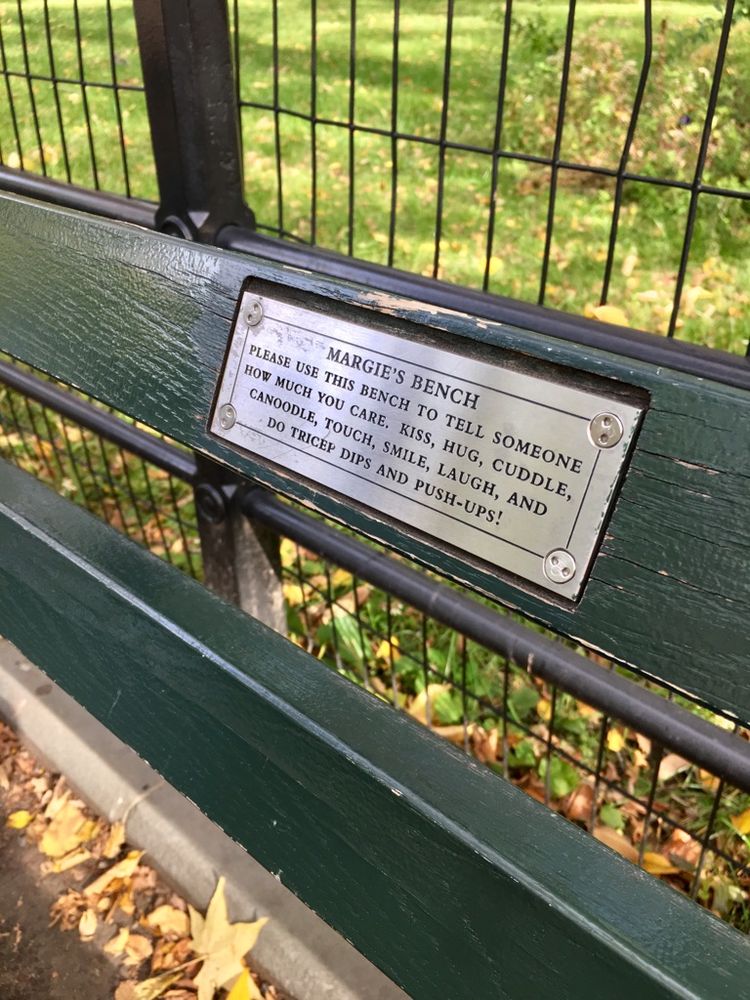 MARGIE'S BENCH
PLEASE USE THIS BENCH TO TELL SOMEONE
HOW MUCH YOU CARE. KISS, HUG, CUDDLE,
CANOODLE, TOUCH, SMILE, LAUGH, AND
DO TRICEP DIPS AND PUSH-UPS!